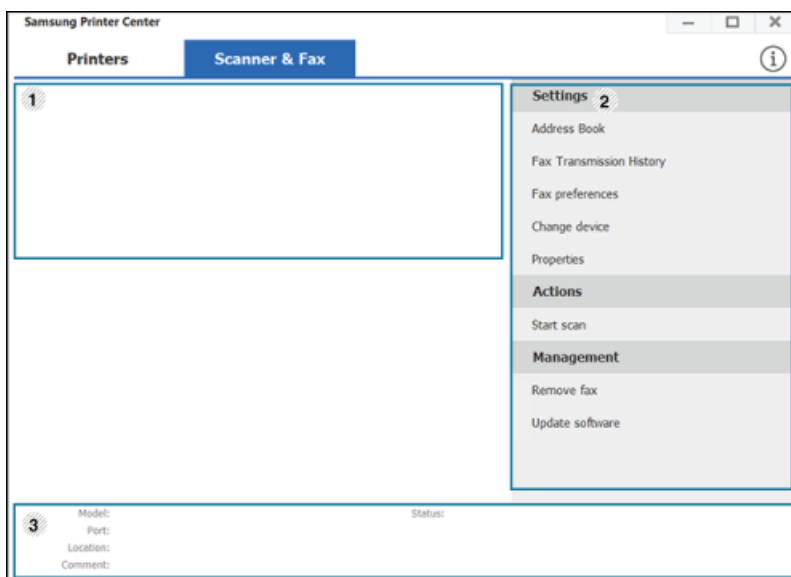 Samsung Printer Center
Printers Scanner & Fax
1
Settings 2
Address Book
Fax Transmission History
Fax preferences
Change device
Properties
Actions
Start scan
Management
Remove fax
Update software
3
Model: Status:
Port:
Location:
Comment: